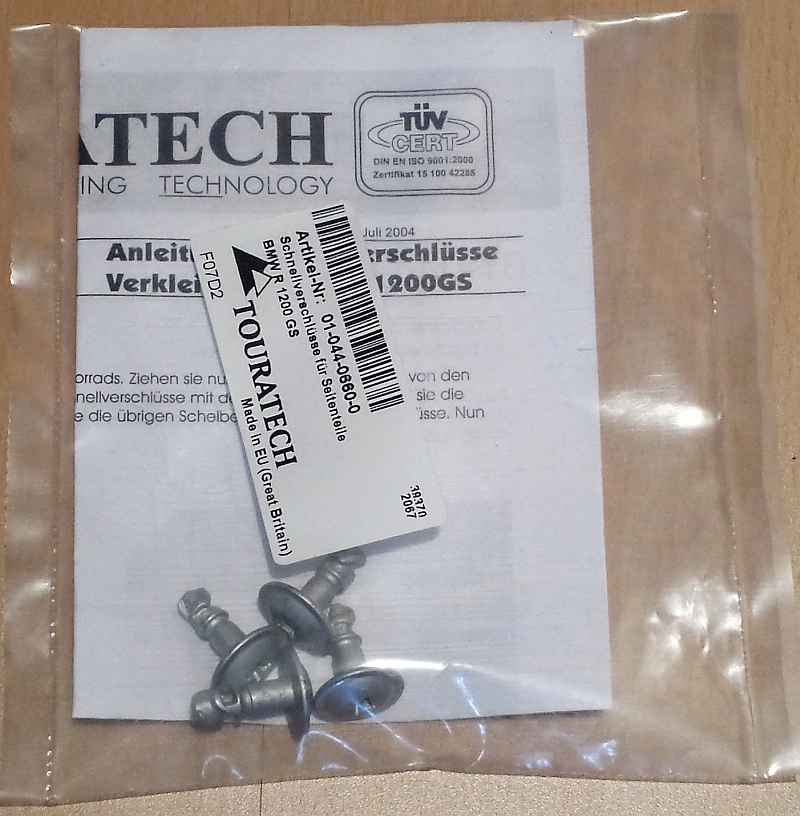 ATECH
ING TECHNOLOGY
TÜV
CERT
DIN EN ISO 9001:2000
Zertifikat 15 100 42285
Juli 2004
Anleit erschlüsse
Verklei 1200GS
orrads. Ziehen sie nu von den
nellverschlüsse mit de sie die
e die übrigen Scheibe üsse. Nun
Artikel-Nr: 01-044-0660-0
Schnellverschlüsse für Seitenteile
BMW R 1200 GS
TOURATECH
Made in EU (Great Britain)
F07D2
39370
2067